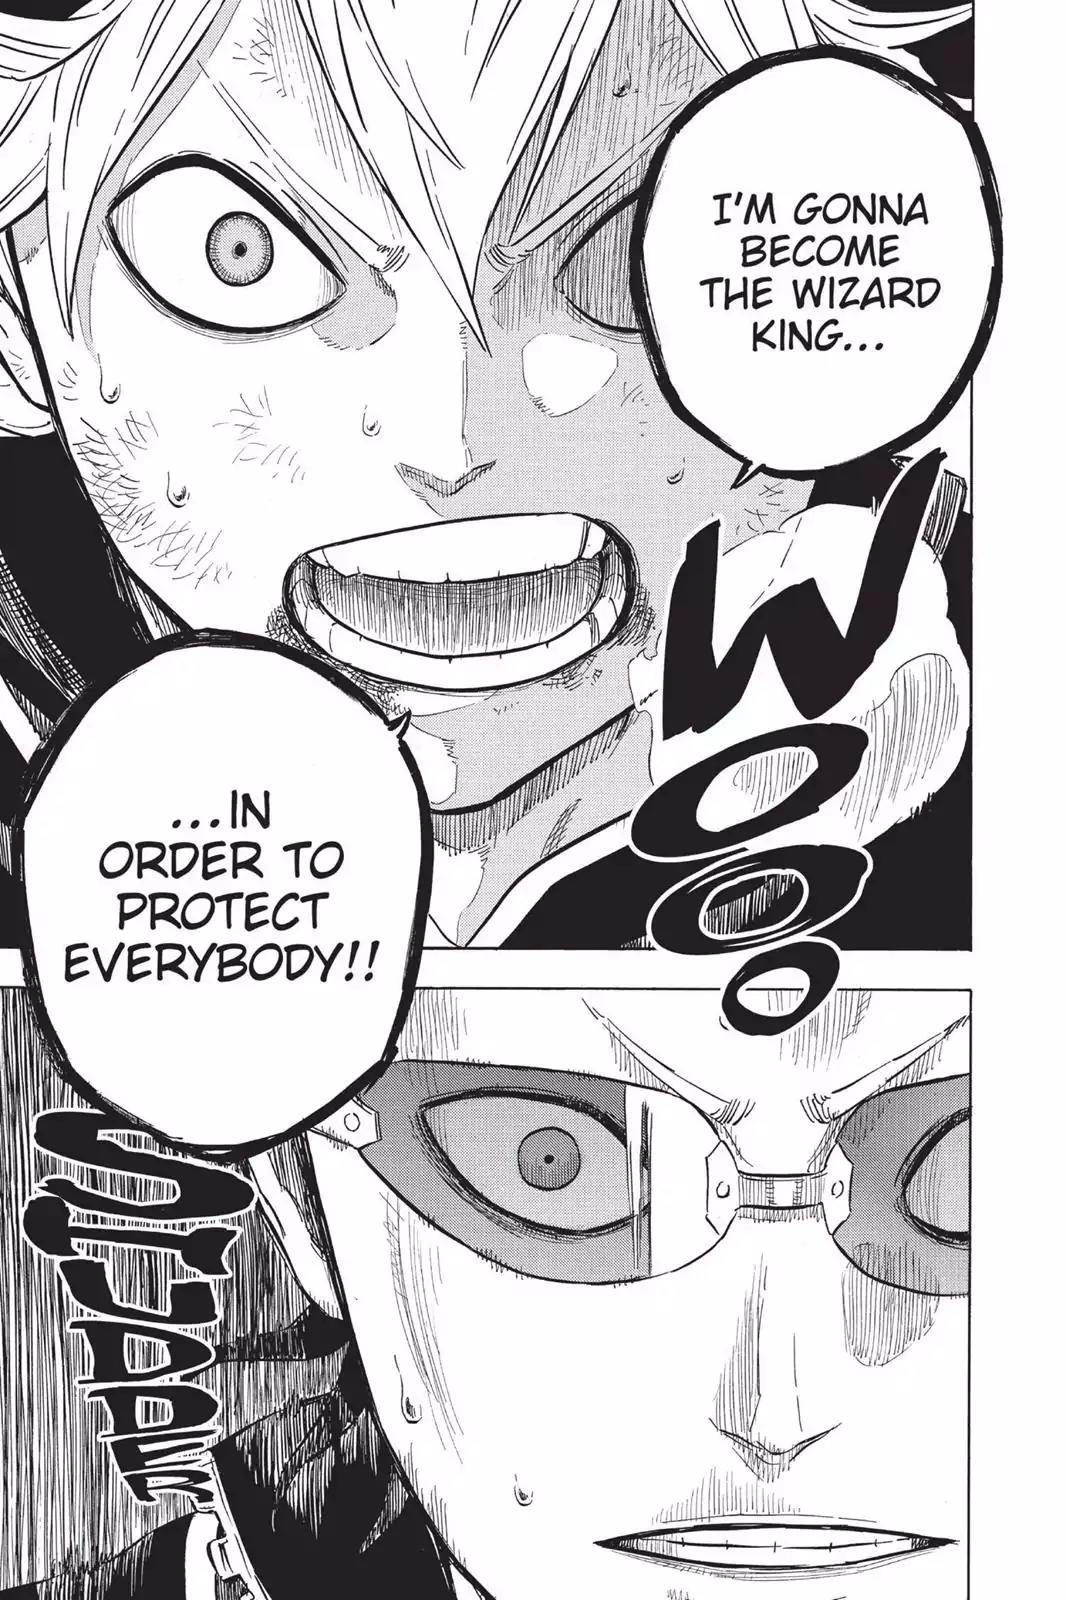 I'M GONNA
BECOME
THE WIZARD
KING...
WOOO
...IN
ORDER TO
PROTECT
EVERYBODY!!